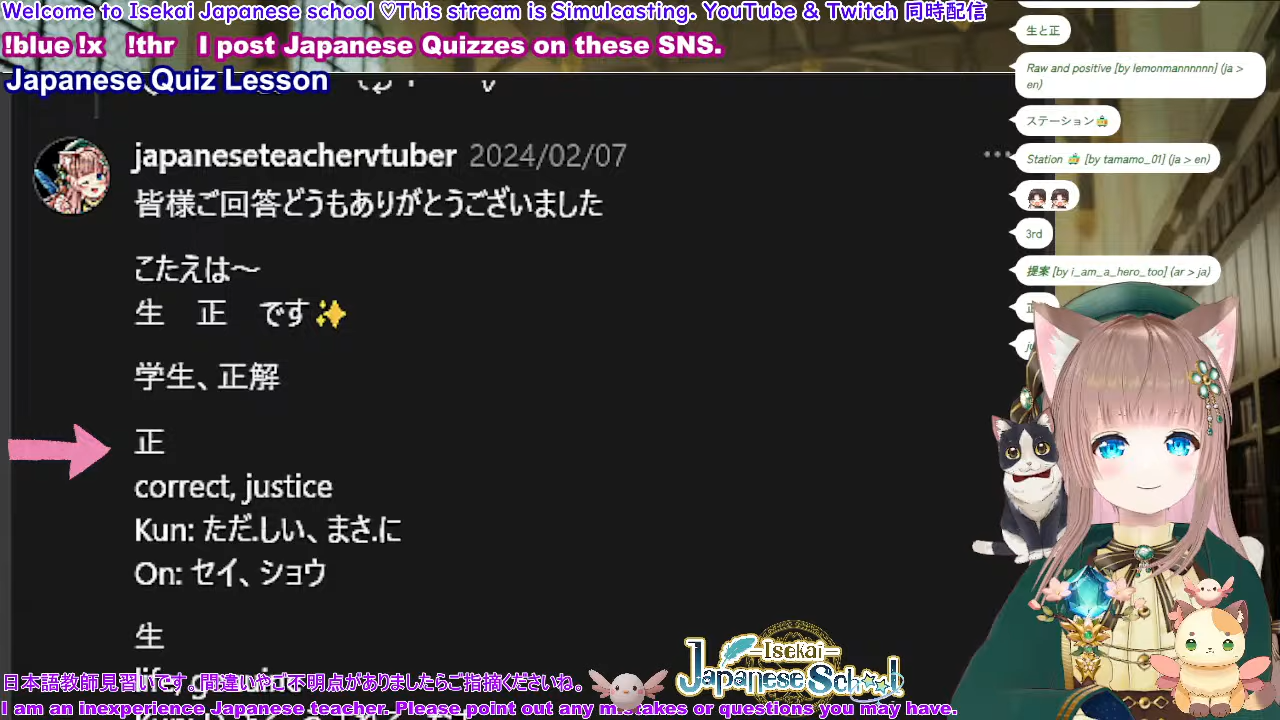 Welcome to Isekai Japanese school ♡This stream is Simulcasting. YouTube & Twitch 同時配信
!blue !x !thr I post Japanese Quizzes on these SNS.
Japanese Quiz Lesson
japaneseteachervtuber 2024/02/07
皆様ご回答どうもありがとうございました
こたえは～
生 正 です✨
学生、正解
正
correct, justice
Kun: ただ.しい、まさ.に
On: セイ、ショウ
生
日本語教師見習いです。間違いやご不明点がありましたらご指摘くださいね。
I am an inexperience Japanese teacher. Please point out any mistakes or questions you may have.
生と正
Raw and positive [by lemonmannnnnn] (ja >
en)
ステーション
Station [by tamamo_01] (ja > en)
3rd
提案 [by i_am_a_hero_too] (ar > ja)
Isekai
Japanese School